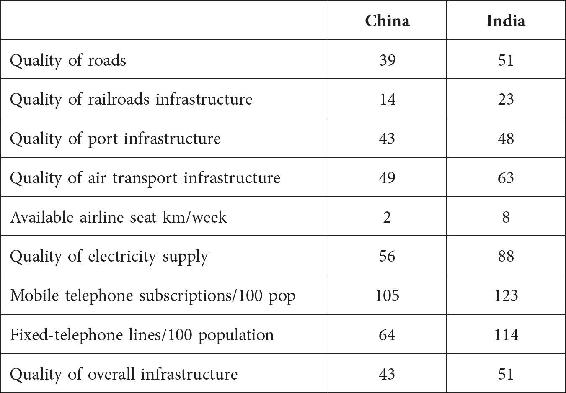 China India
Quality of roads 39 51
Quality of railroads infrastructure 14 23
Quality of port infrastructure 43 48
Quality of air transport infrastructure 49 63
Available airline seat km/week 2 8
Quality of electricity supply 56 88
Mobile telephone subscriptions/100 pop 105 123
Fixed-telephone lines/100 population 64 114
Quality of overall infrastructure 43 51